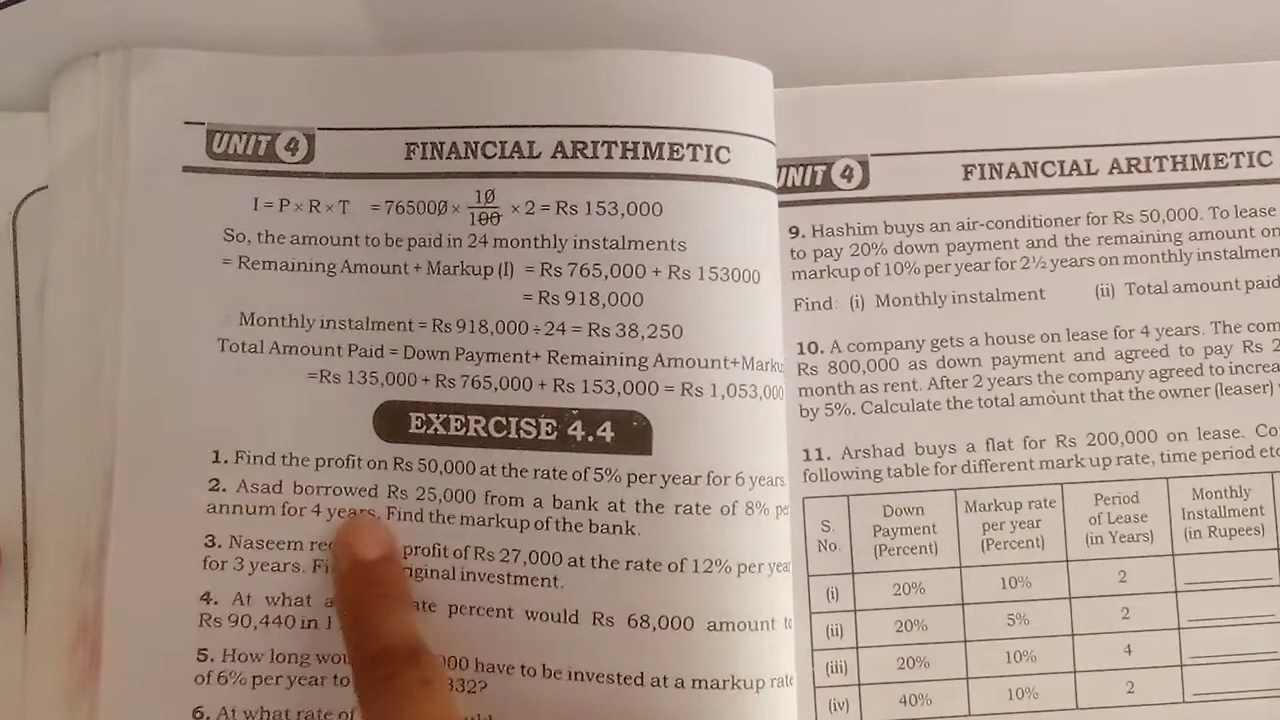 UNIT 4 FINANCIAL ARITHMETIC
I = P × R × T = 765000 × 10/100 × 2 = Rs 153,000
So, the amount to be paid in 24 monthly instalments
= Remaining Amount + Markup (I) = Rs 765,000 + Rs 153000
= Rs 918,000
Monthly instalment = Rs 918,000 ÷ 24 = Rs 38,250
Total Amount Paid = Down Payment+ Remaining Amount+Marku
=Rs 135,000 + Rs 765,000 + Rs 153,000 = Rs 1,053,000
EXERCISE 4.4
1. Find the profit on Rs 50,000 at the rate of 5% per year for 6 years
2. Asad borrowed Rs 25,000 from a bank at the rate of 8% per
annum for 4 years. Find the markup of the bank.
3. Naseem profit of Rs 27,000 at the rate of 12% per year
for 3 years. original investment.
4. At what percent would Rs 68,000 amount to
Rs 90,440 in
5. How long 000 have to be invested at a markup rate
of 6% per year to 832?
6. At what rate of
UNIT 4 FINANCIAL ARITHMETIC
9. Hashim buys an air-conditioner for Rs 50,000. To lease
to pay 20% down payment and the remaining amount on
markup of 10% per year for 2½ years on monthly instalmen
Find: (i) Monthly instalment (ii) Total amount paid
10. A company gets a house on lease for 4 years. The com
Rs 800,000 as down payment and agreed to pay Rs 2
month as rent. After 2 years the company agreed to increa
by 5%. Calculate the total amount that the owner (leaser)
11. Arshad buys a flat for Rs 200,000 on lease. Co
following table for different mark up rate, time period etc
S. No. Down Payment (Percent) Markup rate per year (Percent) Period of Lease (in Years) Monthly Installment (in Rupees)
(i) 20% 10% 2
(ii) 20% 5% 2
(iii) 20% 10% 4
(iv) 40% 10% 2